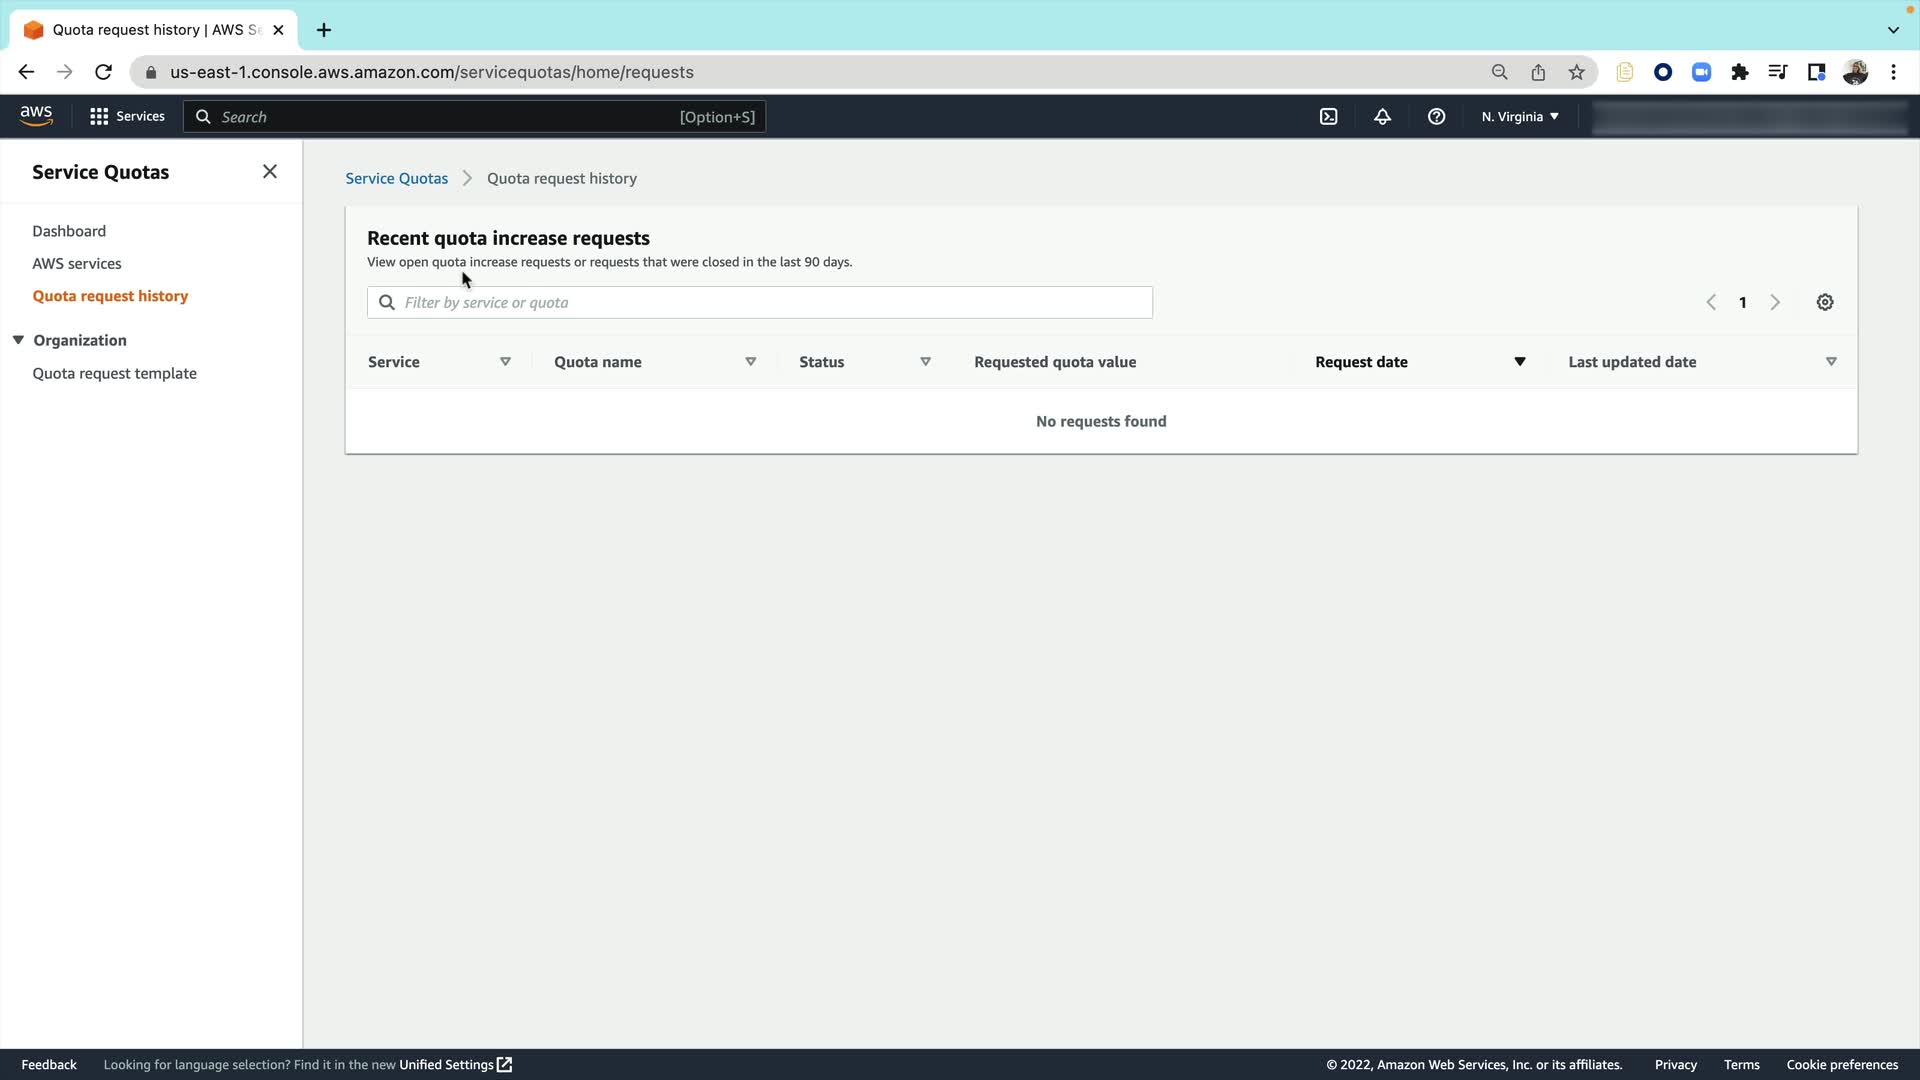 Quota request history | AWS Se
us-east-1.console.aws.amazon.com/servicequotas/home/requests
aws
Services
Search
[Option+S]
N. Virginia
Service Quotas
Dashboard
AWS services
Quota request history
Organization
Quota request template
Service Quotas
Quota request history
Recent quota increase requests
View open quota increase requests or requests that were closed in the last 90 days.
Filter by service or quota
1
Service
Quota name
Status
Requested quota value
Request date
Last updated date
No requests found
Feedback
Looking for language selection? Find it in the new Unified Settings
© 2022, Amazon Web Services, Inc. or its affiliates.
Privacy
Terms
Cookie preferences